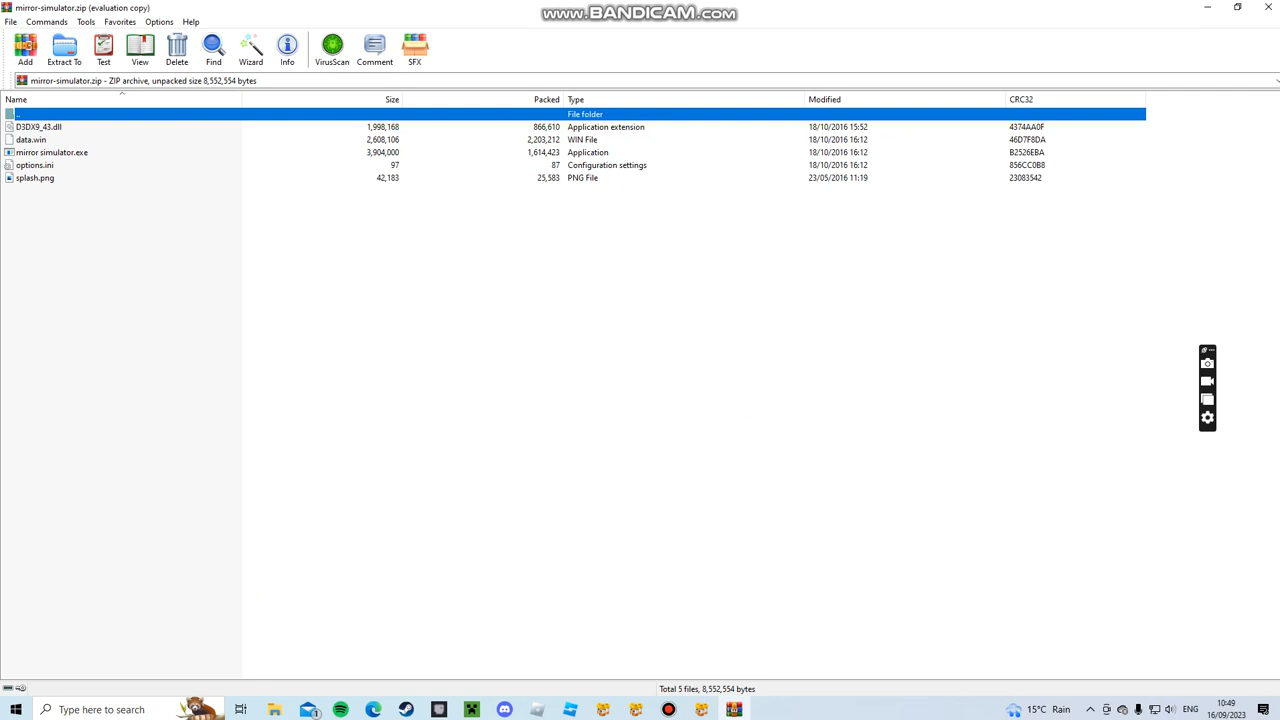 mirror-simulator.zip (evaluation copy)
www.BANDICAM.com
File Commands Tools Favorites Options Help
Add Extract To Test View Delete Find Wizard Info VirusScan Comment SFX
mirror-simulator.zip - ZIP archive, unpacked size 8,552,554 bytes
Name Size Packed Type Modified CRC32
.. File folder
D3DX9_43.dll 1,998,168 866,610 Application extension 18/10/2016 15:52 4374AA0F
data.win 2,608,106 2,203,212 WIN File 18/10/2016 16:12 46D7F8DA
mirror simulator.exe 3,904,000 1,614,423 Application 18/10/2016 16:12 B2526EBA
options.ini 97 87 Configuration settings 18/10/2016 16:12 856CC0B8
splash.png 42,183 25,583 PNG File 23/05/2016 11:19 23083542
Total 5 files, 8,552,554 bytes
Type here to search
1
15°C Rain
ENG
10:49
16/09/2023